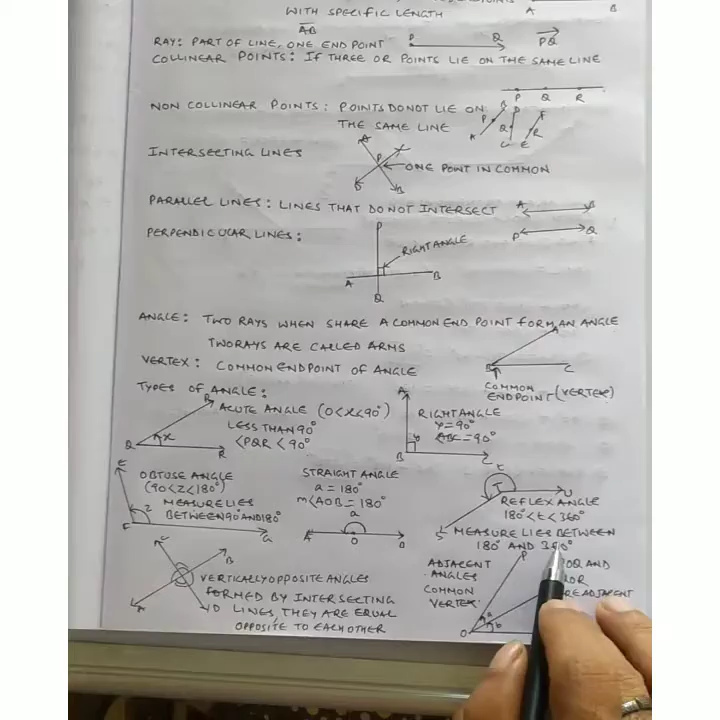 WITH SPECIFIC LENGTH
A B
AB
RAY: PART OF LINE, ONE END POINT P Q PQ
COLLINEAR POINTS: IF THREE OR POINTS LIE ON THE SAME LINE
P Q R
NON COLLINEAR POINTS: POINTS DO NOT LIE ON
THE SAME LINE
INTERSECTING LINES
ONE POINT IN COMMON
PARALLEL LINES: LINES THAT DO NOT INTERSECT A B
P Q
PERPENDICULAR LINES:
P
RIGHT ANGLE
A B
Q
ANGLE: TWO RAYS WHEN SHARE A COMMON END POINT FORM AN ANGLE
TWO RAYS ARE CALLED ARMS
VERTEX: COMMON ENDPOINT OF ANGLE
A
B C
COMMON
ENDPOINT (VERTEX)
TYPES OF ANGLE:
P ACUTE ANGLE (0<x<90°)
LESS THAN 90°
<PQR < 90°
Q x R
A RIGHT ANGLE
y=90°
ABC=90°
B C
E OBTUSE ANGLE
(90<Z<180°)
MEASURE LIES
BETWEEN 90° AND 180°
F Z G
STRAIGHT ANGLE
a = 180°
m<AOB = 180°
a
A O B
t
U
REFLEX ANGLE
180°<t<360°
S MEASURE LIES BETWEEN
180° AND 360°
C B
VERTICALLY OPPOSITE ANGLES
FORMED BY INTERSECTING
A D LINES, THEY ARE EQUAL
OPPOSITE TO EACH OTHER
ADJACENT
ANGLES
COMMON
VERTEX
P
POQ AND
a
b
O